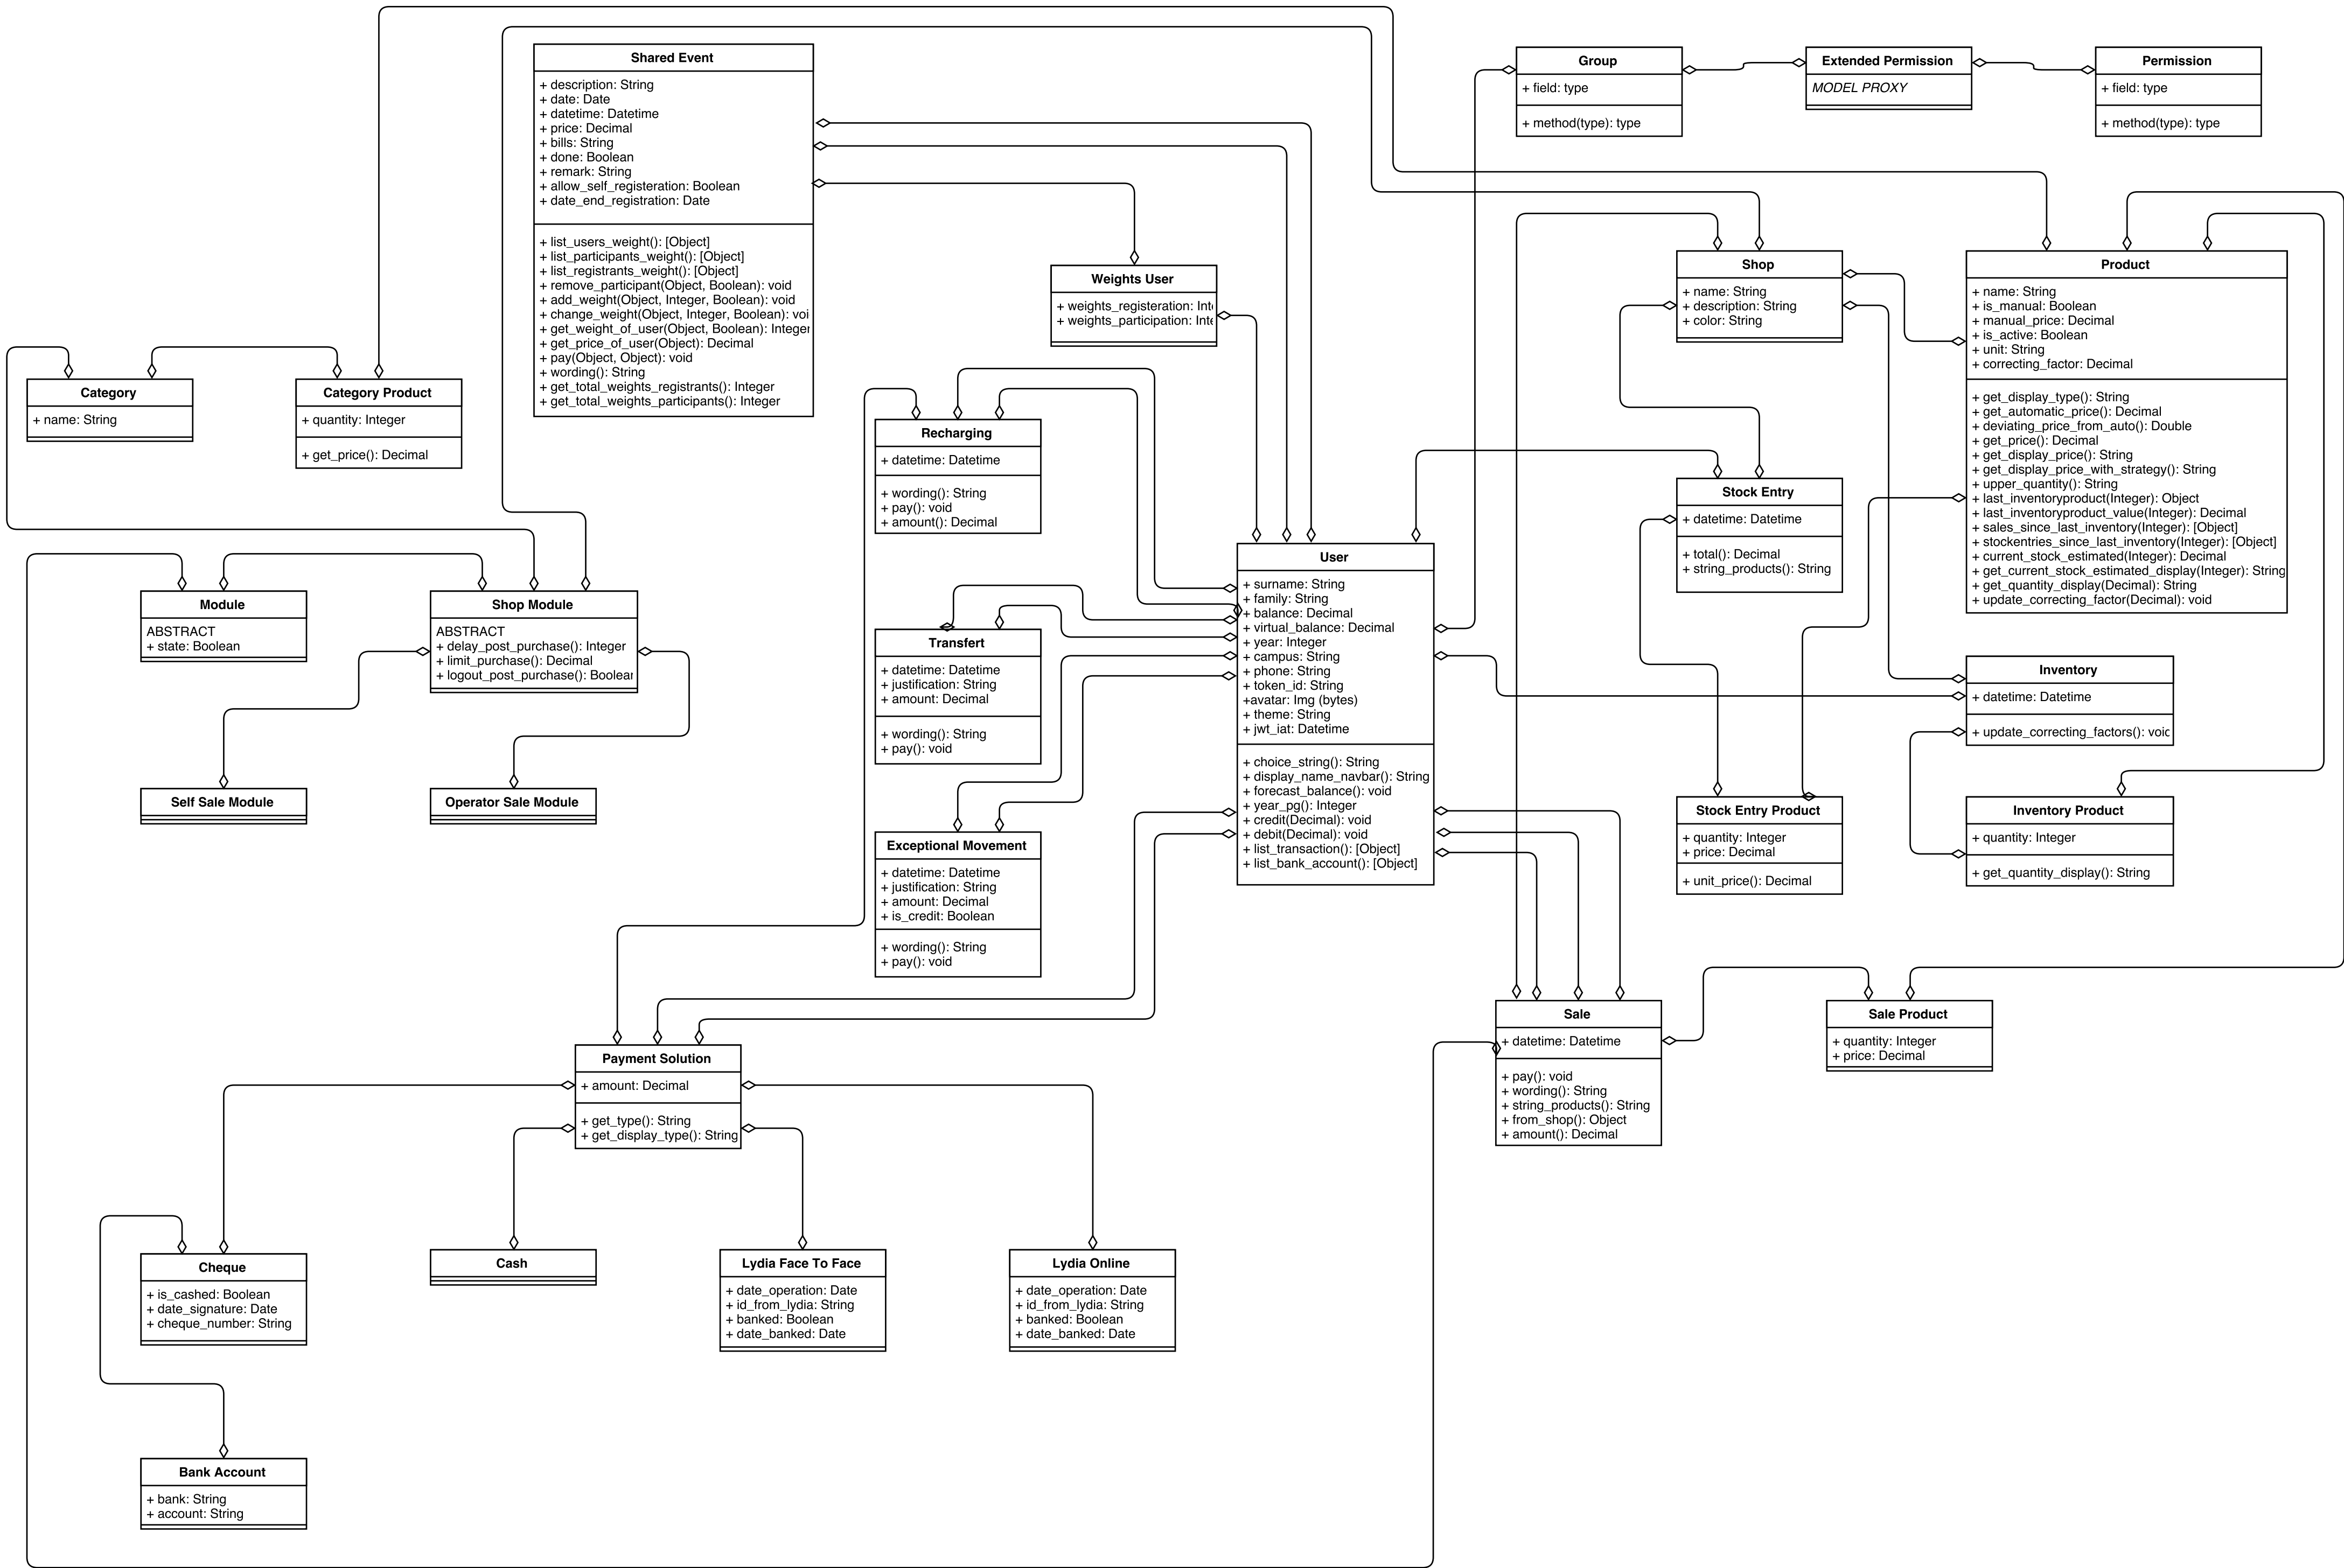 Shared Event
+ description: String
+ date: Date
+ datetime: Datetime
+ price: Decimal
+ bills: String
+ done: Boolean
+ remark: String
+ allow_self_registeration: Boolean
+ date_end_registration: Date
+ list_users_weight(): [Object]
+ list_participants_weight(): [Object]
+ list_registrants_weight(): [Object]
+ remove_participant(Object, Boolean): void
+ add_weight(Object, Integer, Boolean): void
+ change_weight(Object, Integer, Boolean): voi
+ get_weight_of_user(Object, Boolean): Integer
+ get_price_of_user(Object): Decimal
+ pay(Object, Object): void
+ wording(): String
+ get_total_weights_registrants(): Integer
+ get_total_weights_participants(): Integer
Group
+ field: type
+ method(type): type
Extended Permission
MODEL PROXY
Permission
+ field: type
+ method(type): type
Weights User
+ weights_registeration: Inte
+ weights_participation: Inte
Shop
+ name: String
+ description: String
+ color: String
Product
+ name: String
+ is_manual: Boolean
+ manual_price: Decimal
+ is_active: Boolean
+ unit: String
+ correcting_factor: Decimal
+ get_display_type(): String
+ get_automatic_price(): Decimal
+ deviating_price_from_auto(): Double
+ get_price(): Decimal
+ get_display_price(): String
+ get_display_price_with_strategy(): String
+ upper_quantity(): String
+ last_inventoryproduct(Integer): Object
+ last_inventoryproduct_value(Integer): Decimal
+ sales_since_last_inventory(Integer): [Object]
+ stockentries_since_last_inventory(Integer): [Object]
+ current_stock_estimated(Integer): Decimal
+ get_current_stock_estimated_display(Integer): String
+ get_quantity_display(Decimal): String
+ update_correcting_factor(Decimal): void
Category
+ name: String
Category Product
+ quantity: Integer
+ get_price(): Decimal
Recharging
+ datetime: Datetime
+ wording(): String
+ pay(): void
+ amount(): Decimal
Stock Entry
+ datetime: Datetime
+ total(): Decimal
+ string_products(): String
User
+ surname: String
+ family: String
+ balance: Decimal
+ virtual_balance: Decimal
+ year: Integer
+ campus: String
+ phone: String
+ token_id: String
+avatar: Img (bytes)
+ theme: String
+ jwt_iat: Datetime
+ choice_string(): String
+ display_name_navbar(): String
+ forecast_balance(): void
+ year_pg(): Integer
+ credit(Decimal): void
+ debit(Decimal): void
+ list_transaction(): [Object]
+ list_bank_account(): [Object]
Module
ABSTRACT
+ state: Boolean
Shop Module
ABSTRACT
+ delay_post_purchase(): Integer
+ limit_purchase(): Decimal
+ logout_post_purchase(): Boolear
Transfert
+ datetime: Datetime
+ justification: String
+ amount: Decimal
+ wording(): String
+ pay(): void
Inventory
+ datetime: Datetime
+ update_correcting_factors(): voic
Self Sale Module
Operator Sale Module
Stock Entry Product
+ quantity: Integer
+ price: Decimal
+ unit_price(): Decimal
Inventory Product
+ quantity: Integer
+ get_quantity_display(): String
Exceptional Movement
+ datetime: Datetime
+ justification: String
+ amount: Decimal
+ is_credit: Boolean
+ wording(): String
+ pay(): void
Sale
+ datetime: Datetime
+ pay(): void
+ wording(): String
+ string_products(): String
+ from_shop(): Object
+ amount(): Decimal
Sale Product
+ quantity: Integer
+ price: Decimal
Payment Solution
+ amount: Decimal
+ get_type(): String
+ get_display_type(): String
Cheque
+ is_cashed: Boolean
+ date_signature: Date
+ cheque_number: String
Cash
Lydia Face To Face
+ date_operation: Date
+ id_from_lydia: String
+ banked: Boolean
+ date_banked: Date
Lydia Online
+ date_operation: Date
+ id_from_lydia: String
+ banked: Boolean
+ date_banked: Date
Bank Account
+ bank: String
+ account: String